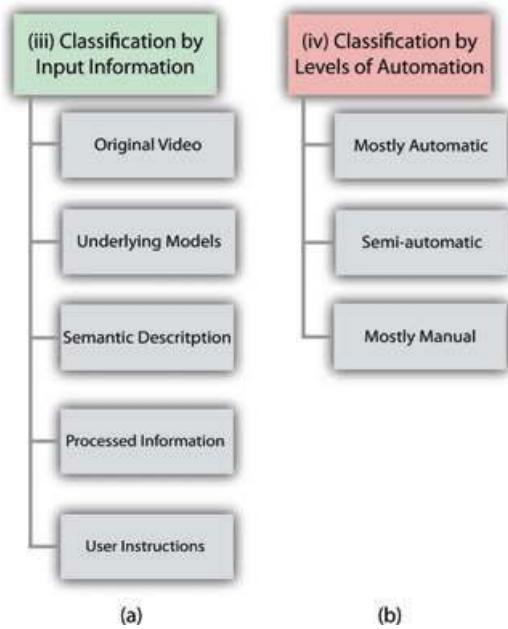 (iii) Classification by
Input Information
Original Video
Underlying Models
Semantic Descritption
Processed Information
User Instructions
(a)
(iv) Classification by
Levels of Automation
Mostly Automatic
Semi-automatic
Mostly Manual
(b)